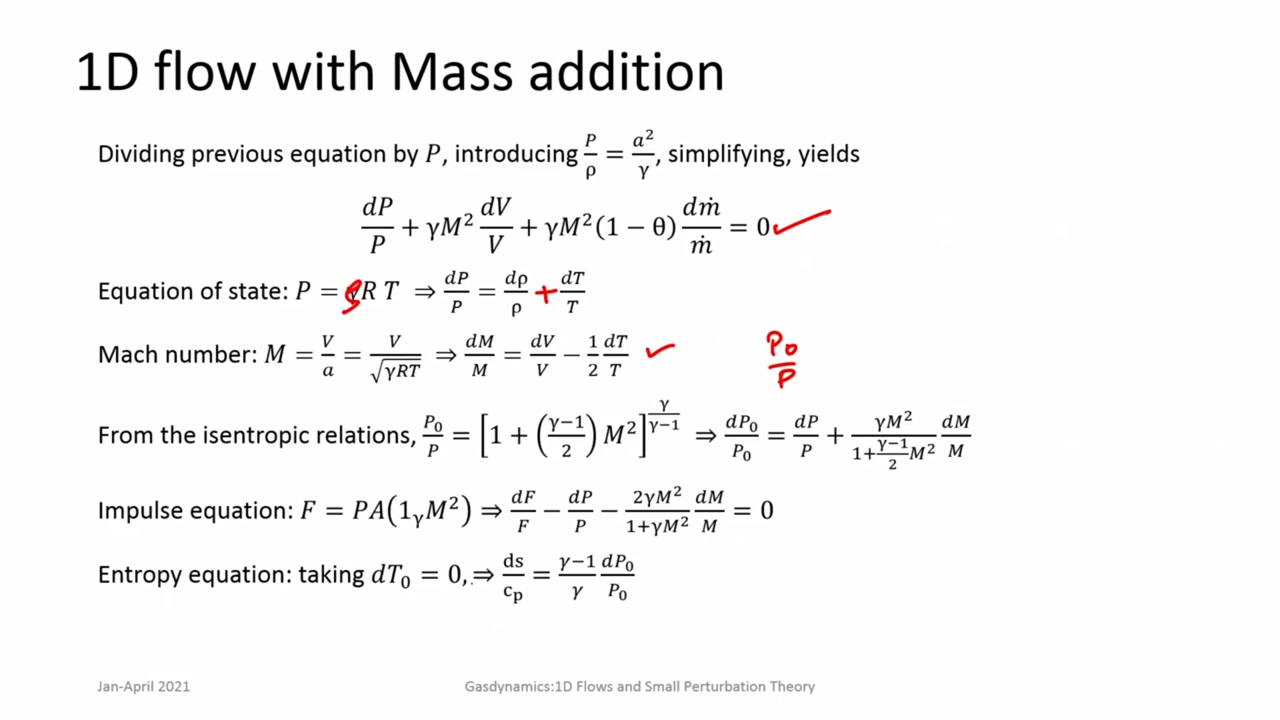 1D flow with Mass addition
Dividing previous equation by P, introducing P/ρ = a²/γ, simplifying, yields
dP/P + γM² dV/V + γM²(1 − θ) dṁ/ṁ = 0
Equation of state: P = ρR T ⇒ dP/P = dρ/ρ + dT/T
Mach number: M = V/a = V/√(γRT) ⇒ dM/M = dV/V − 1/2 dT/T
P₀/P
From the isentropic relations, P₀/P = [1 + ((γ−1)/2) M²]^(γ/(γ−1)) ⇒ dP₀/P₀ = dP/P + γM²/(1+(γ−1)/2 M²) dM/M
Impulse equation: F = PA(1ᵧM²) ⇒ dF/F − dP/P − 2γM²/(1+γM²) dM/M = 0
Entropy equation: taking dT₀ = 0,⇒ ds/cₚ = (γ−1)/γ dP₀/P₀
Jan-April 2021
Gasdynamics:1D Flows and Small Perturbation Theory